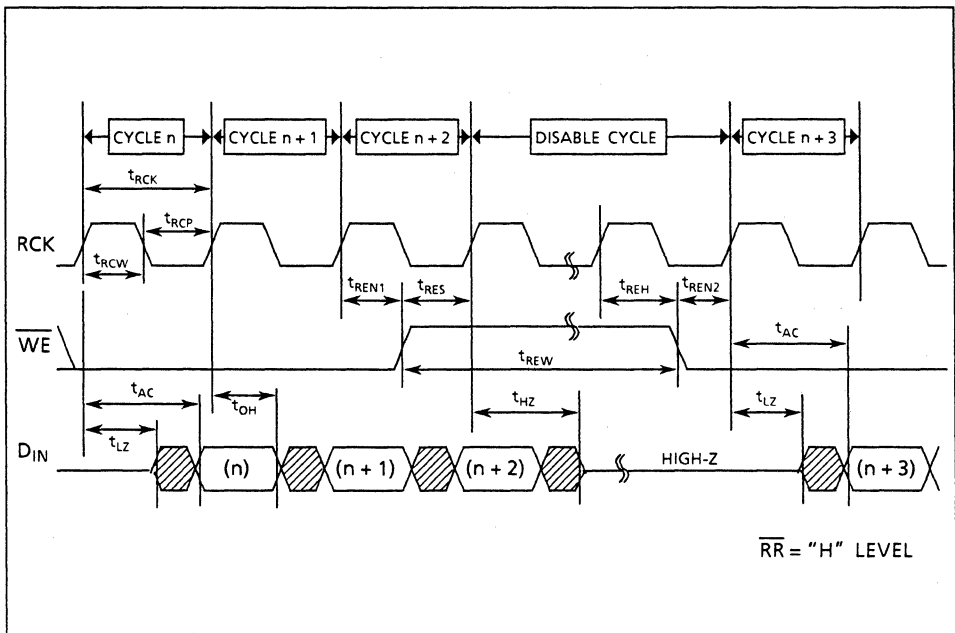 CYCLE n CYCLE n + 1 CYCLE n + 2 DISABLE CYCLE CYCLE n + 3
tRCK
tRCP
RCK
tRCW
tREN1 tRES tREH tREN2
WE
tREW
tAC
tAC
tOH
tHZ
tLZ
tLZ
DIN
(n) (n + 1) (n + 2) HIGH-Z (n + 3)
RR = "H" LEVEL